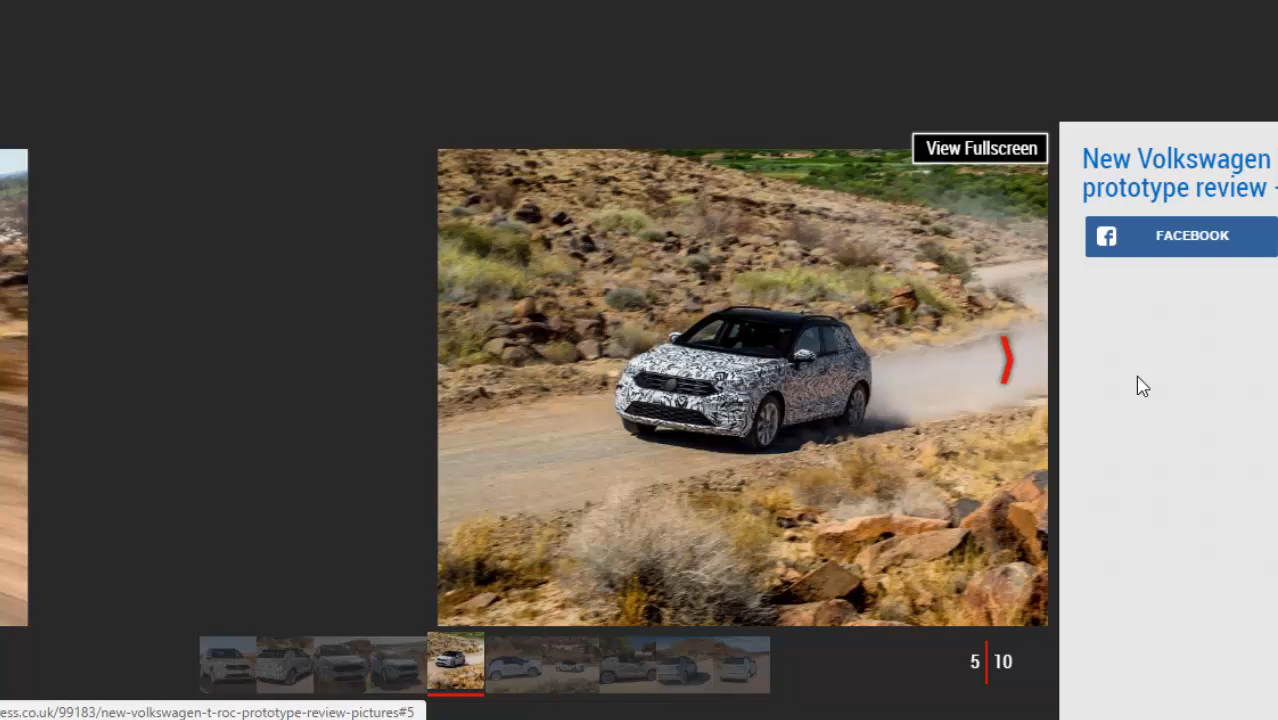 View Fullscreen
New Volkswagen
prototype review -
FACEBOOK
5 10
ess.co.uk/99183/new-volkswagen-t-roc-prototype-review-pictures#5